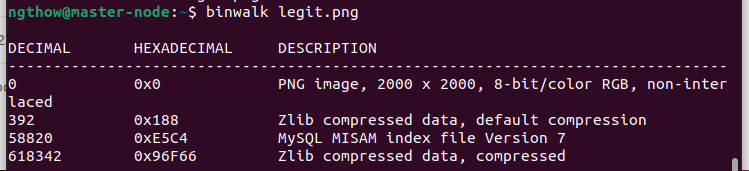 ngthow@master-node:~$ binwalk legit.png
DECIMAL HEXADECIMAL DESCRIPTION
--------------------------------------------------------------------------------
0 0x0 PNG image, 2000 x 2000, 8-bit/color RGB, non-inter
laced
392 0x188 Zlib compressed data, default compression
58820 0xE5C4 MySQL MISAM index file Version 7
618342 0x96F66 Zlib compressed data, compressed